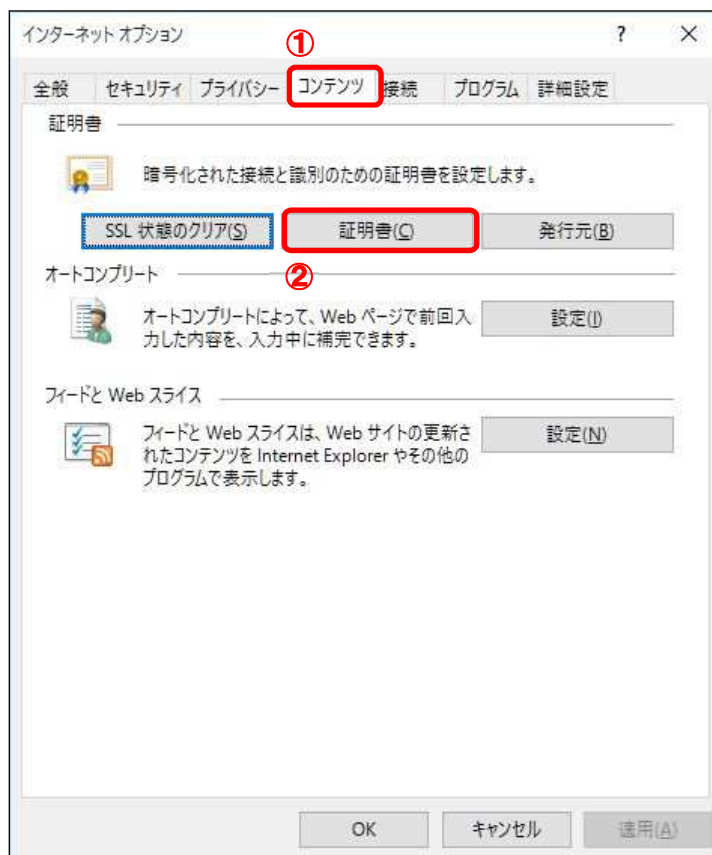 インターネット オプション ? ×
①
全般 セキュリティ プライバシー コンテンツ 接続 プログラム 詳細設定
証明書
暗号化された接続と識別のための証明書を設定します。
SSL 状態のクリア(S) 証明書(C) 発行元(B)
②
オートコンプリート
オートコンプリートによって、Web ページで前回入
力した内容を、入力中に補完できます。
設定(I)
フィードと Web スライス
フィードと Web スライスは、Web サイトの更新さ
れたコンテンツを Internet Explorer やその他の
プログラムで表示します。
設定(N)
OK キャンセル 適用(A)